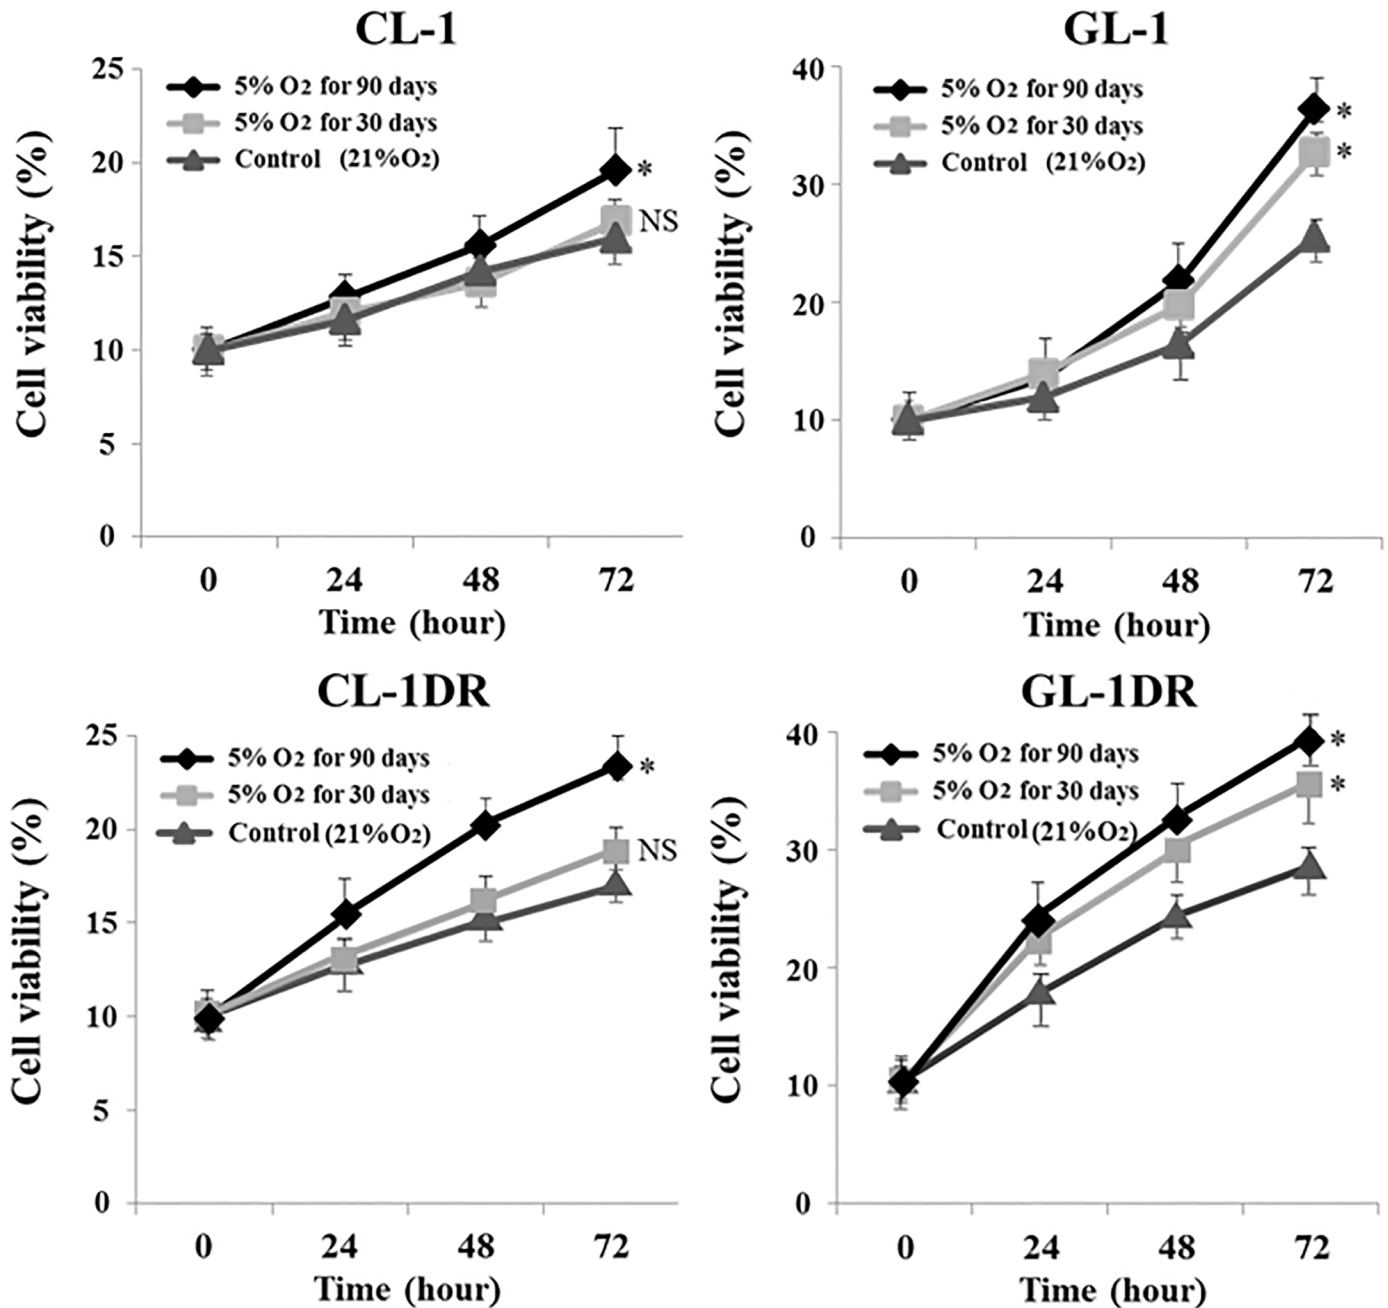 CL-1
25
20
15
10
5
0
Cell viability (%)
5% O2 for 90 days
5% O2 for 30 days
Control (21%O2)
*
NS
0 24 48 72
Time (hour)
GL-1
40
30
20
10
0
Cell viability (%)
5% O2 for 90 days
5% O2 for 30 days
Control (21%O2)
*
*
0 24 48 72
Time (hour)
CL-1DR
25
20
15
10
5
0
Cell viability (%)
5% O2 for 90 days
5% O2 for 30 days
Control (21%O2)
*
NS
0 24 48 72
Time (hour)
GL-1DR
40
30
20
10
0
Cell viability (%)
5% O2 for 90 days
5% O2 for 30 days
Control (21%O2)
*
*
0 24 48 72
Time (hour)